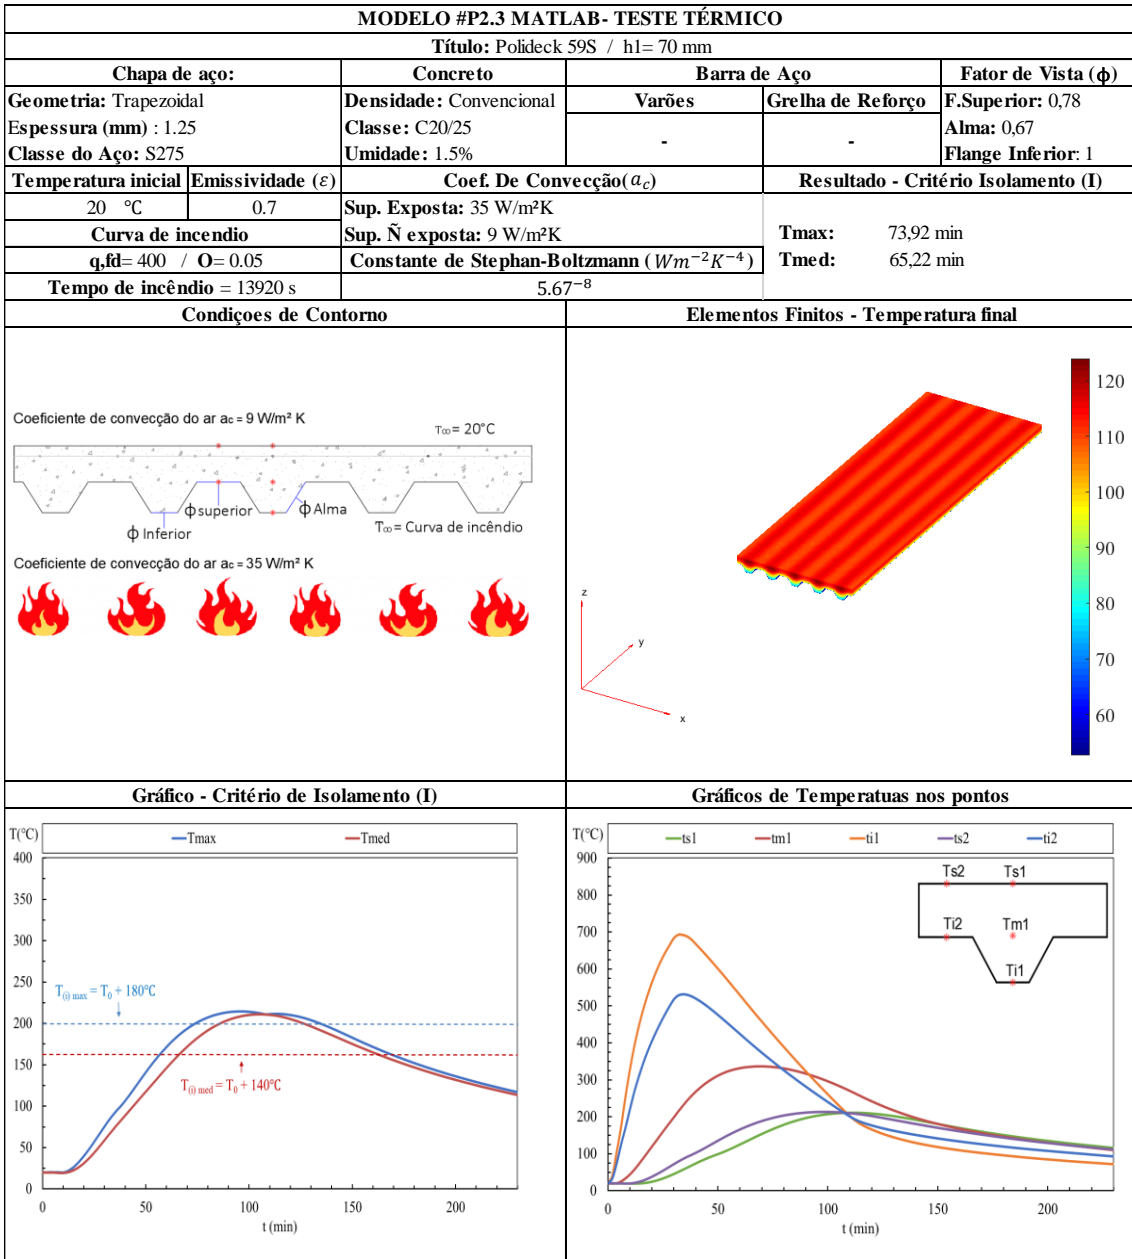 MODELO #P2.3 MATLAB- TESTE TÉRMICO
Título: Polideck 59S / h1= 70 mm
Chapa de aço:
Geometria: Trapezoidal
Espessura (mm) : 1.25
Classe do Aço: S275
Concreto
Densidade: Convencional
Classe: C20/25
Umidade: 1.5%
Barra de Aço
Varões
Grelha de Reforço
-
-
Fator de Vista (ϕ)
F.Superior: 0,78
Alma: 0,67
Flange Inferior: 1
Temperatura inicial
Emissividade (ε)
20 °C
0.7
Curva de incendio
q,fd= 400 / O= 0.05
Tempo de incêndio = 13920 s
Coef. De Convecção(a_c)
Sup. Exposta: 35 W/m²K
Sup. Ñ exposta: 9 W/m²K
Constante de Stephan-Boltzmann (Wm⁻²K⁻⁴)
5.67⁻⁸
Resultado - Critério Isolamento (I)
Tmax: 73,92 min
Tmed: 65,22 min
Condiçoes de Contorno
Coeficiente de convecção do ar ac = 9 W/m² K
T∞ = 20°C
ϕ superior
ϕ Alma
ϕ Inferior
T∞ = Curva de incêndio
Coeficiente de convecção do ar ac = 35 W/m² K
Elementos Finitos - Temperatura final
120
110
100
90
80
70
60
z
y
x
Gráfico - Critério de Isolamento (I)
T(°C)
Tmax
Tmed
400
350
300
250
200
150
100
50
0
T(i) max = T0 + 180°C
T(i) med = T0 + 140°C
0
50
100
150
200
t (min)
Gráficos de Temperatuas nos pontos
T(°C)
ts1
tm1
ti1
ts2
ti2
900
800
700
600
500
400
300
200
100
0
Ts2
Ts1
Ti2
Tm1
Ti1
0
50
100
150
200
t (min)